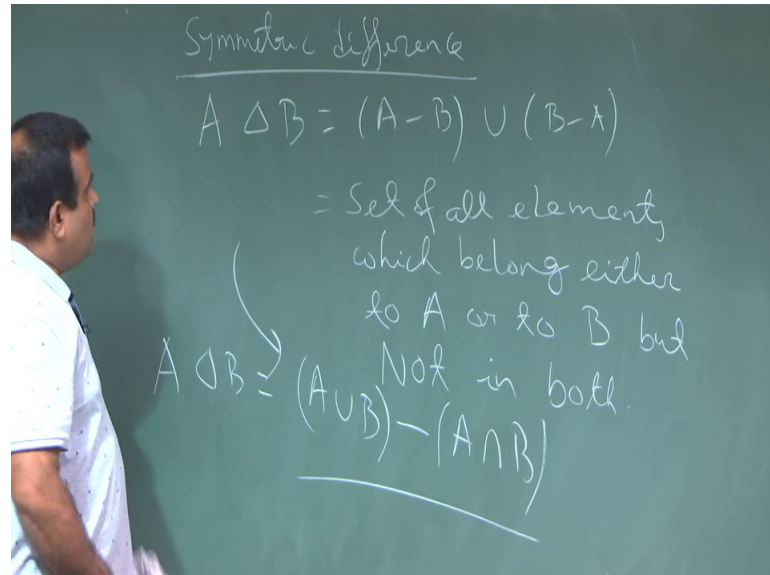 Symmetric difference
A Δ B = (A - B) ∪ (B - A)
= Set of all elements
which belong either
to A or to B but
Not in both.
A Δ B = (A ∪ B) - (A ∩ B)